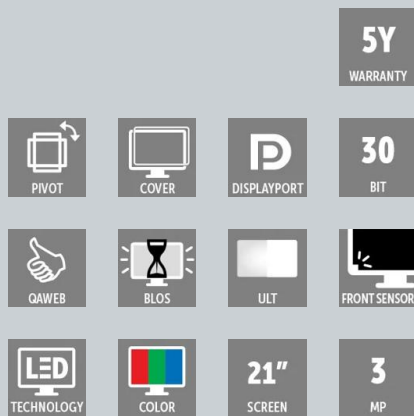 5Y
WARRANTY
PIVOT
COVER
DISPLAYPORT
30
BIT
QAWEB
BLOS
ULT
FRONT SENSOR
LED
TECHNOLOGY
COLOR
21"
SCREEN
3
MP